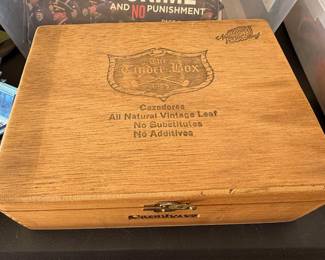 AND NO PUNISHMENT
The
Tinder Box
Cazadores
All Natural Vintage Leaf
No Substitutes
No Additives